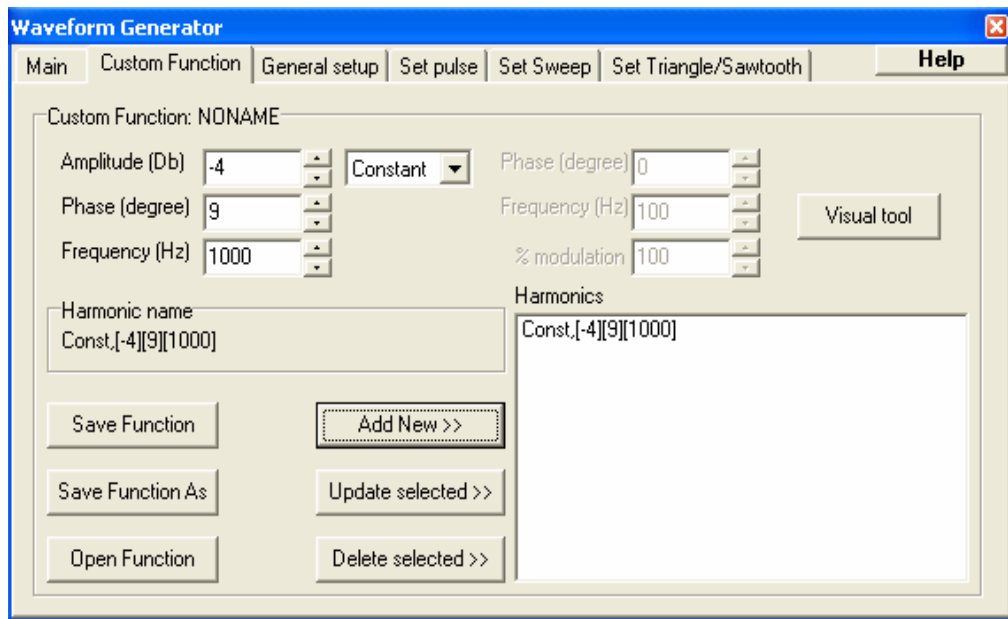 Waveform Generator
Main Custom Function General setup Set pulse Set Sweep Set Triangle/Sawtooth Help
Custom Function: NONAME
Amplitude (Db) -4 Constant Phase (degree) 0
Phase (degree) 9 Frequency (Hz) 100 Visual tool
Frequency (Hz) 1000 % modulation 100
Harmonic name
Const,[-4][9][1000]
Harmonics
Const,[-4][9][1000]
Save Function Add New >>
Save Function As Update selected >>
Open Function Delete selected >>